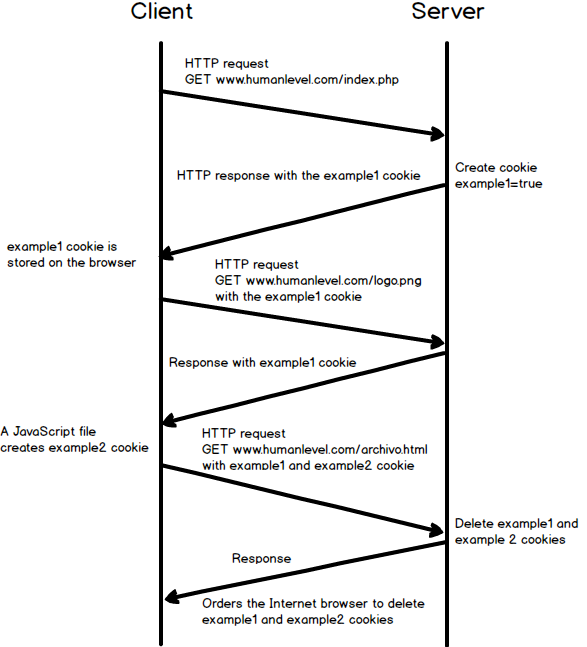 Client
Server
HTTP request
GET www.humanlevel.com/index.php
Create cookie
example1=true
HTTP response with the example1 cookie
example1 cookie is
stored on the browser
HTTP request
GET www.humanlevel.com/logo.png
with the example1 cookie
Response with example1 cookie
A JavaScript file
creates example2 cookie
HTTP request
GET www.humanlevel.com/archivo.html
with example1 and example2 cookie
Delete example1 and
example 2 cookies
Response
Orders the Internet browser to delete
example1 and example2 cookies